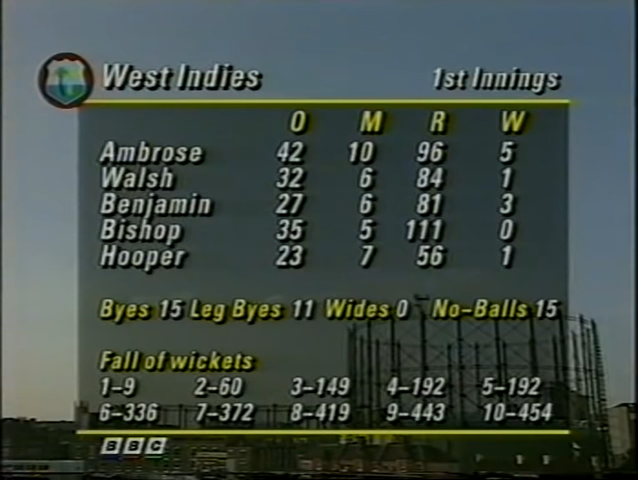 West Indies 1st Innings
O M R W
Ambrose 42 10 96 5
Walsh 32 6 84 1
Benjamin 27 6 81 3
Bishop 35 5 111 0
Hooper 23 7 56 1
Byes 15 Leg Byes 11 Wides 0 No-Balls 15
Fall of wickets
1-9 2-60 3-149 4-192 5-192
6-336 7-372 8-419 9-443 10-454
BBC